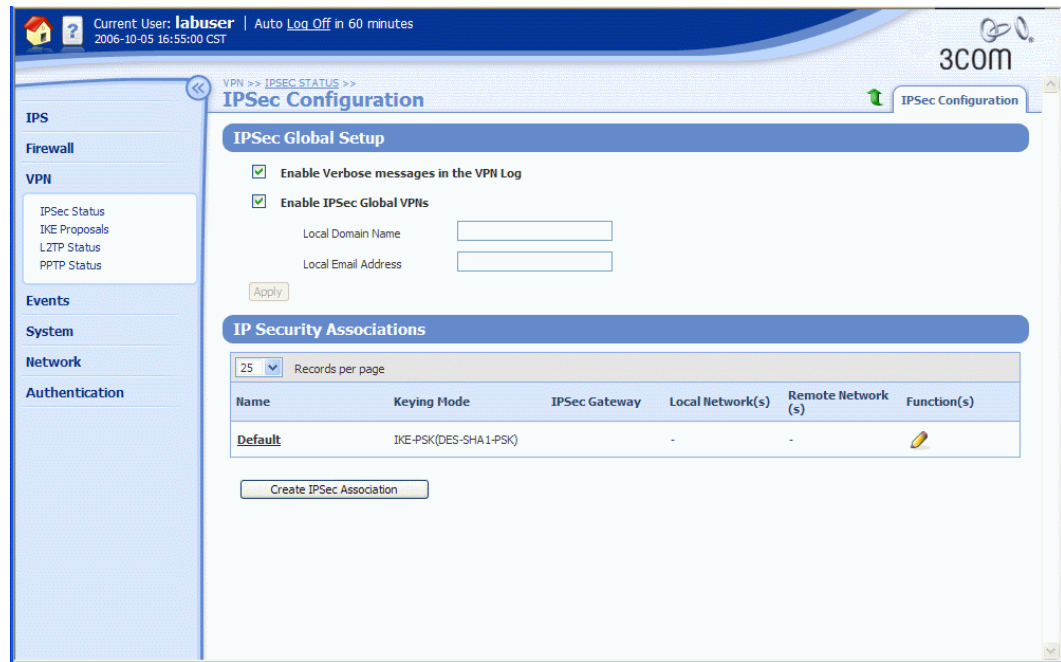 Current User: labuser | Auto Log Off in 60 minutes
2006-10-05 16:55:00 CST
3com
VPN >> IPSEC STATUS >>
IPSec Configuration
IPSec Configuration
IPS
Firewall
VPN
IPSec Status
IKE Proposals
L2TP Status
PPTP Status
Events
System
Network
Authentication
IPSec Global Setup
Enable Verbose messages in the VPN Log
Enable IPSec Global VPNs
Local Domain Name
Local Email Address
Apply
IP Security Associations
25 Records per page
Name Keying Mode IPSec Gateway Local Network(s) Remote Network(s) Function(s)
Default IKE-PSK(DES-SHA1-PSK) - -
Create IPSec Association